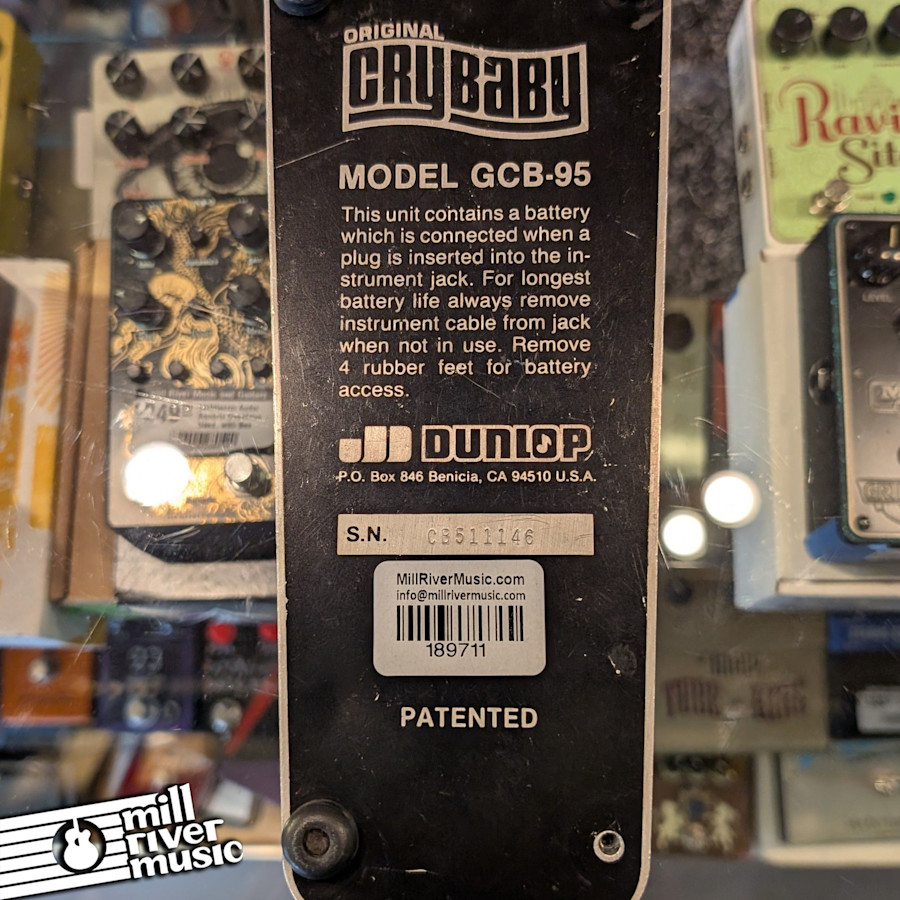 ORIGINAL
CRY BABY
MODEL GCB-95
This unit contains a battery
which is connected when a
plug is inserted into the in-
strument jack. For longest
battery life always remove
instrument cable from jack
when not in use. Remove
4 rubber feet for battery
access.
DUNLOP
P.O. Box 846 Benicia, CA 94510 U.S.A.
S.N. CB511146
MillRiverMusic.com
info@millrivermusic.com
189711
PATENTED
mill
river
music
Ravi
Sit
LEVEL